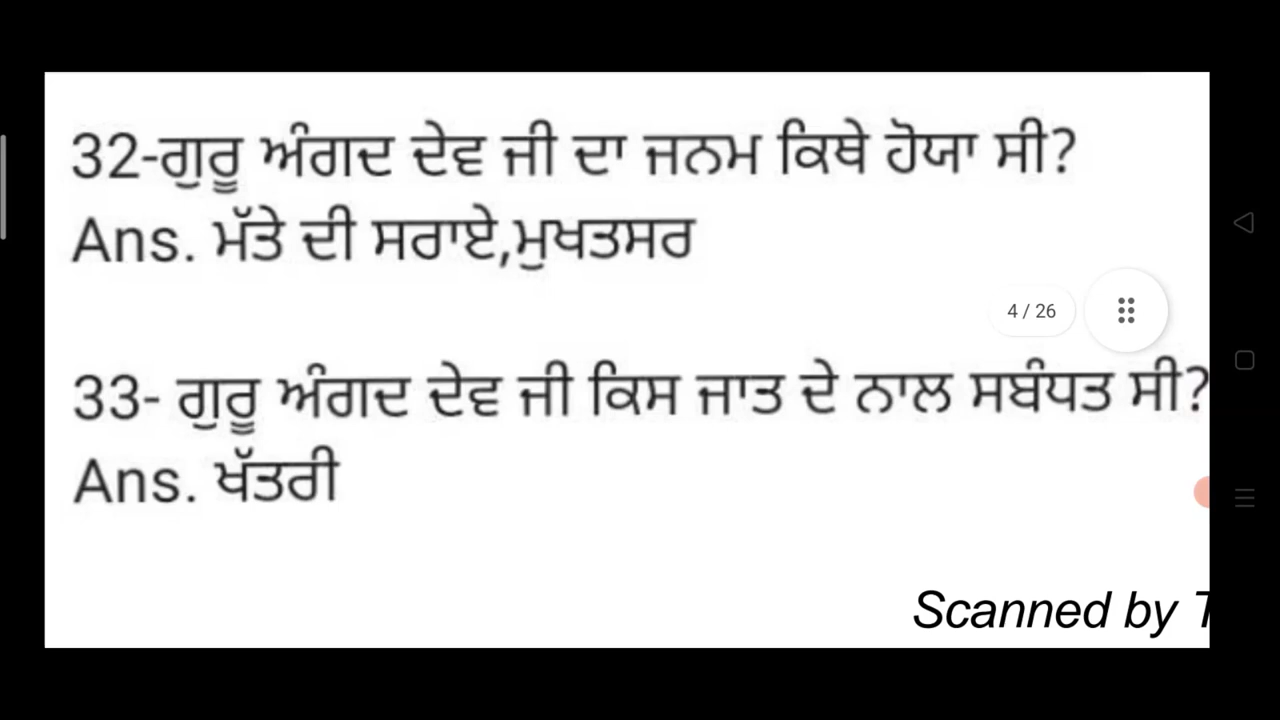 32-ਗੁਰੂ ਅੰਗਦ ਦੇਵ ਜੀ ਦਾ ਜਨਮ ਕਿਥੇ ਹੋਯਾ ਸੀ?
Ans. ਮੱਤੇ ਦੀ ਸਰਾਏ,ਮੁਖਤਸਰ
4 / 26
33- ਗੁਰੂ ਅੰਗਦ ਦੇਵ ਜੀ ਕਿਸ ਜਾਤ ਦੇ ਨਾਲ ਸਬੰਧਤ ਸੀ?
Ans. ਖੱਤਰੀ
Scanned by